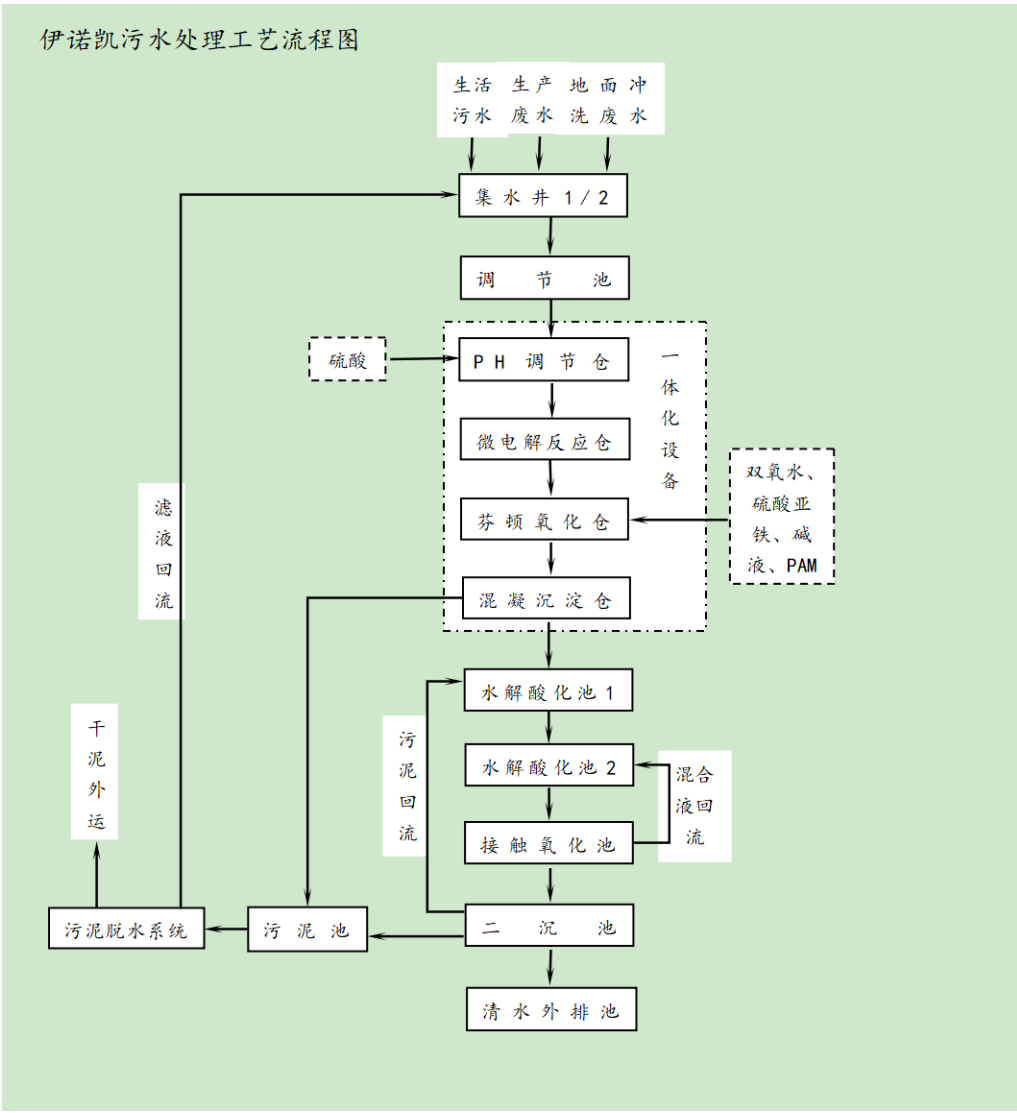 伊诺凯污水处理工艺流程图
生活
污水
生产
废水
地面冲
洗废水
集水井1/2
调节池
硫酸
PH调节仓
一
体
化
设
备
微电解反应仓
双氧水、
硫酸亚
铁、碱
液、PAM
芬顿氧化仓
滤
液
回
流
混凝沉淀仓
水解酸化池1
干
泥
外
运
污
泥
回
流
水解酸化池2
混合
液回
流
接触氧化池
污泥脱水系统
污泥池
二沉池
清水外排池